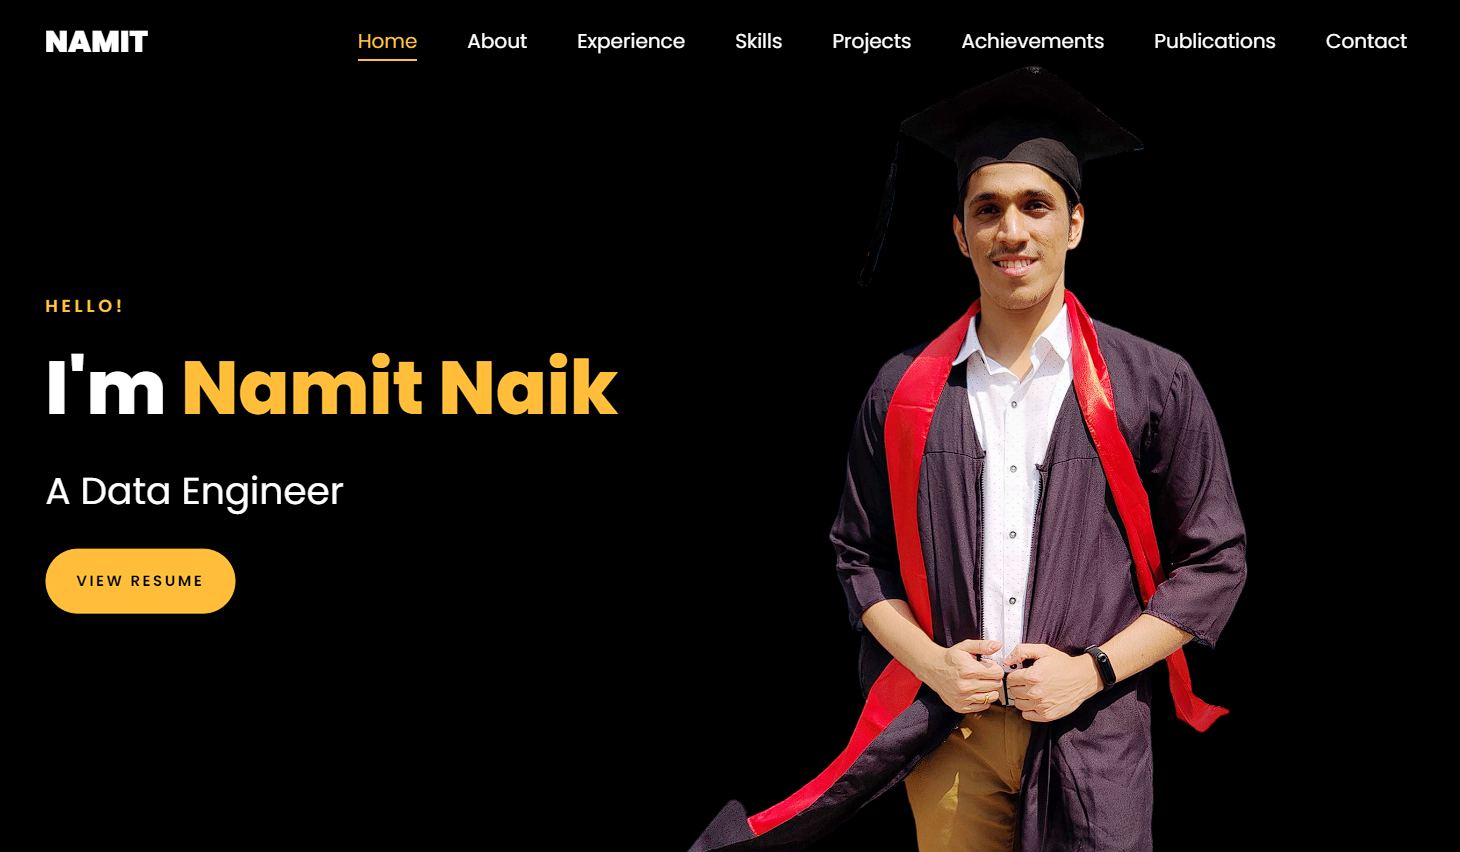 NAMIT
Home About Experience Skills Projects Achievements Publications Contact
HELLO!
I'm Namit Naik
A Data Engineer
VIEW RESUME